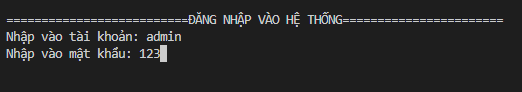 ==========================ĐĂNG NHẬP VÀO HỆ THỐNG=======================
Nhập vào tài khoản: admin
Nhập vào mật khẩu: 123